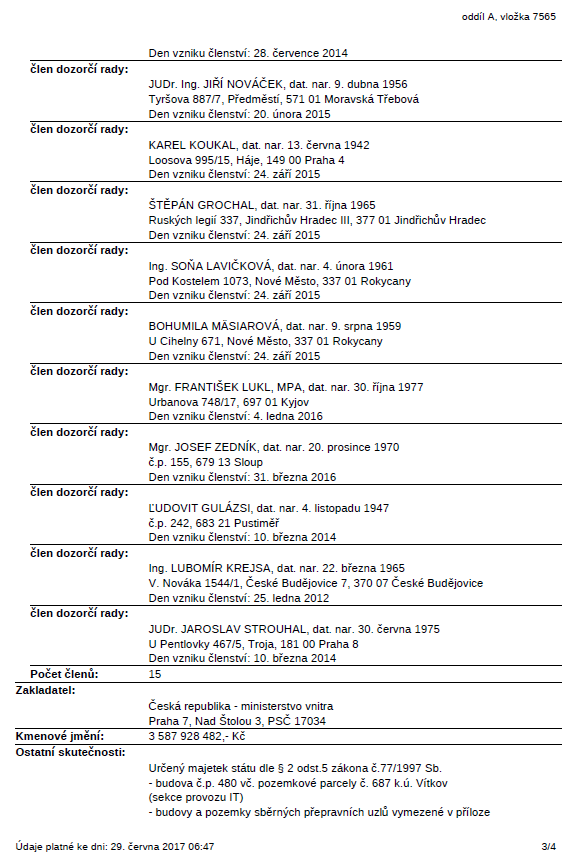 oddíl A, vložka 7565
Den vzniku členství: 28. července 2014
člen dozorčí rady:
JUDr. Ing. JIŘÍ NOVÁČEK, dat. nar. 9. dubna 1956
Tyršova 887/7, Předměstí, 571 01 Moravská Třebová
Den vzniku členství: 20. února 2015
člen dozorčí rady:
KAREL KOUKAL, dat. nar. 13. června 1942
Loosova 995/15, Háje, 149 00 Praha 4
Den vzniku členství: 24. září 2015
člen dozorčí rady:
ŠTĚPÁN GROCHAL, dat. nar. 31. října 1965
Ruských legií 337, Jindřichův Hradec III, 377 01 Jindřichův Hradec
Den vzniku členství: 24. září 2015
člen dozorčí rady:
Ing. SOŇA LAVIČKOVÁ, dat. nar. 4. února 1961
Pod Kostelem 1073, Nové Město, 337 01 Rokycany
Den vzniku členství: 24. září 2015
člen dozorčí rady:
BOHUMILA MÄSIAROVÁ, dat. nar. 9. srpna 1959
U Cihelny 671, Nové Město, 337 01 Rokycany
Den vzniku členství: 24. září 2015
člen dozorčí rady:
Mgr. FRANTIŠEK LUKL, MPA, dat. nar. 30. října 1977
Urbanova 748/17, 697 01 Kyjov
Den vzniku členství: 4. ledna 2016
člen dozorčí rady:
Mgr. JOSEF ZEDNÍK, dat. nar. 20. prosince 1970
č.p. 155, 679 13 Sloup
Den vzniku členství: 31. března 2016
člen dozorčí rady:
ĽUDOVIT GULÁZSI, dat. nar. 4. listopadu 1947
č.p. 242, 683 21 Pustiměř
Den vzniku členství: 10. března 2014
člen dozorčí rady:
Ing. LUBOMÍR KREJSA, dat. nar. 22. března 1965
V. Nováka 1544/1, České Budějovice 7, 370 07 České Budějovice
Den vzniku členství: 25. ledna 2012
člen dozorčí rady:
JUDr. JAROSLAV STROUHAL, dat. nar. 30. června 1975
U Pentlovky 467/5, Troja, 181 00 Praha 8
Den vzniku členství: 10. března 2014
Počet členů: 15
Zakladatel:
Česká republika - ministerstvo vnitra
Praha 7, Nad Štolou 3, PSČ 17034
Kmenové jmění: 3 587 928 482,- Kč
Ostatní skutečnosti:
Určený majetek státu dle § 2 odst.5 zákona č.77/1997 Sb.
- budova č.p. 480 vč. pozemkové parcely č. 687 k.ú. Vítkov
(sekce provozu IT)
- budovy a pozemky sběrných přepravních uzlů vymezené v příloze
Údaje platné ke dni: 29. června 2017 06:47 3/4